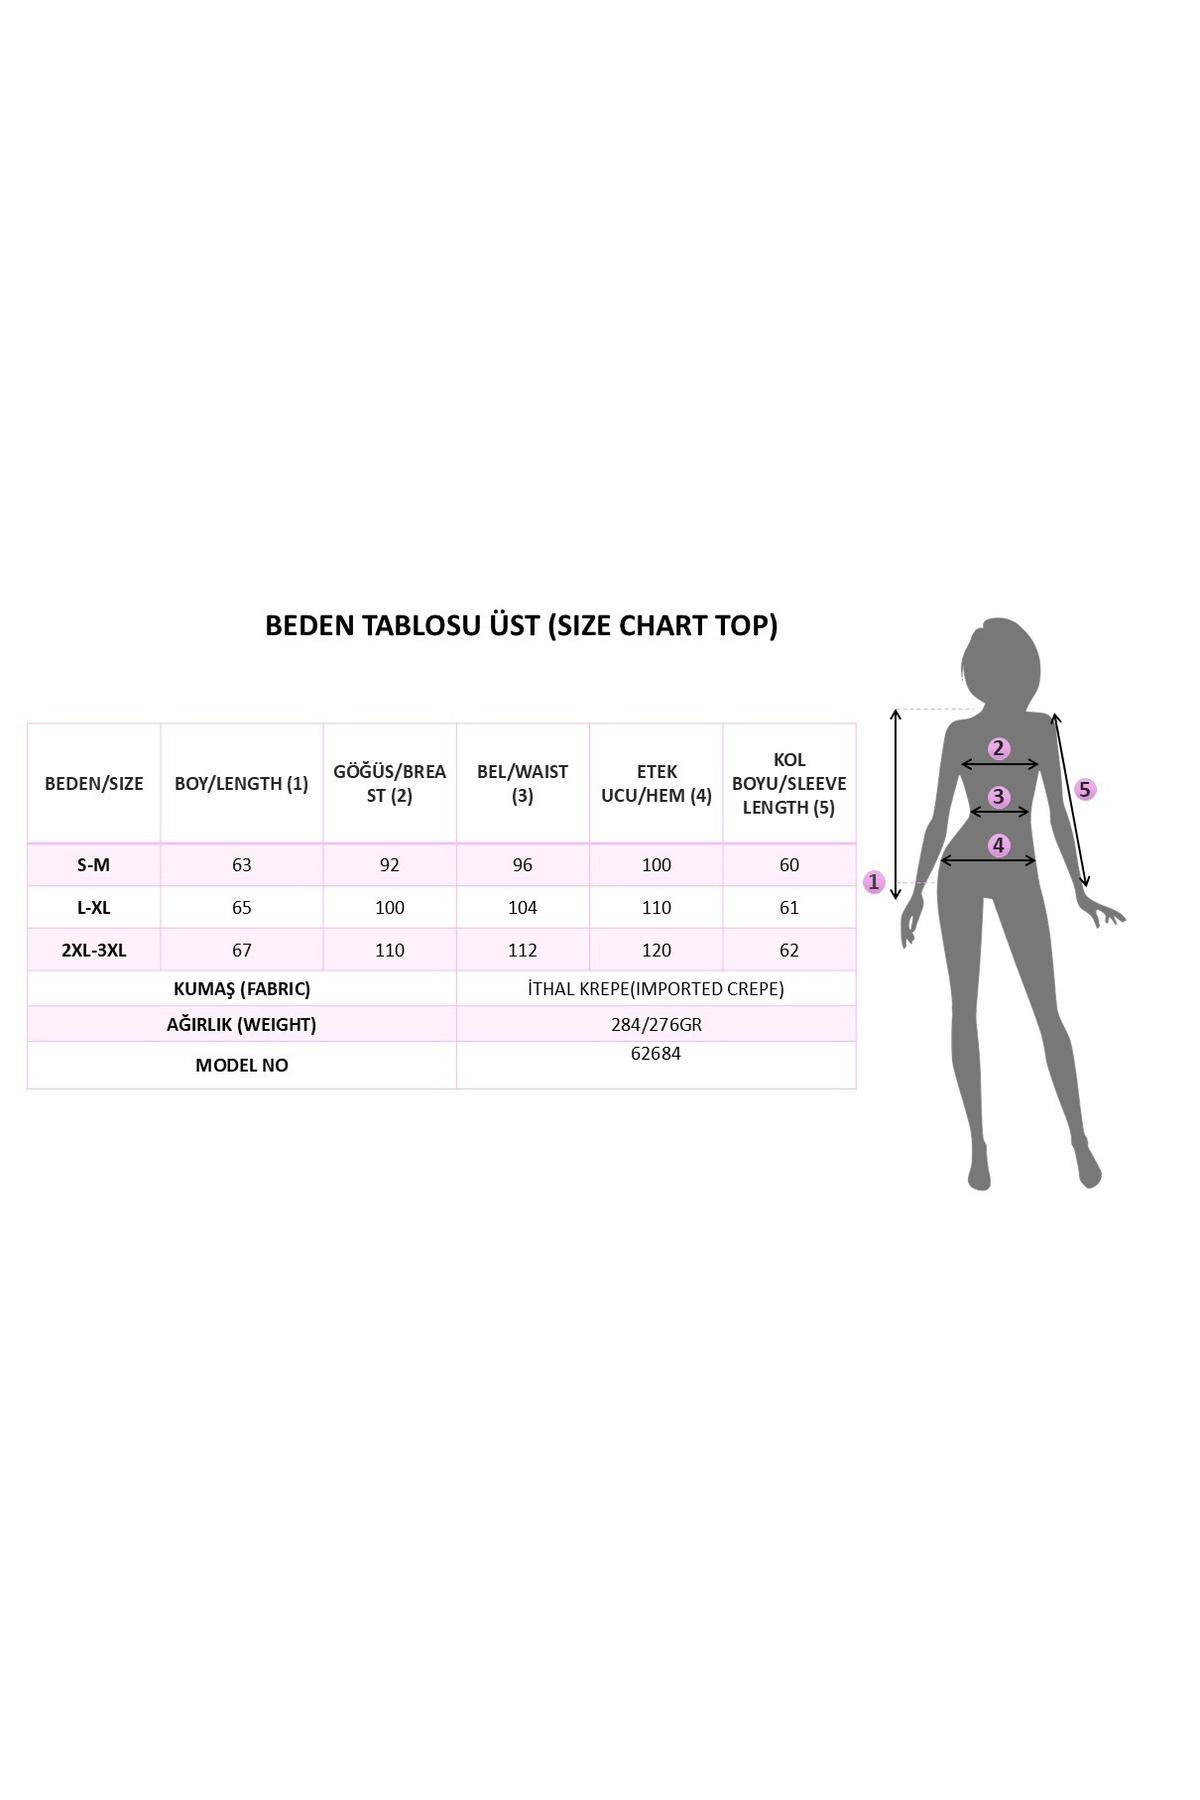 BEDEN TABLOSU ÜST (SIZE CHART TOP)
BEDEN/SIZE
BOY/LENGTH (1)
GÖĞÜS/BREA
ST (2)
BEL/WAIST
(3)
ETEK
UCU/HEM (4)
KOL
BOYU/SLEEVE
LENGTH (5)
S-M 63 92 96 100 60
L-XL 65 100 104 110 61
2XL-3XL 67 110 112 120 62
KUMAŞ (FABRIC) İTHAL KREPE(IMPORTED CREPE)
AĞIRLIK (WEIGHT) 284/276GR
MODEL NO 62684
2
3
5
4
1